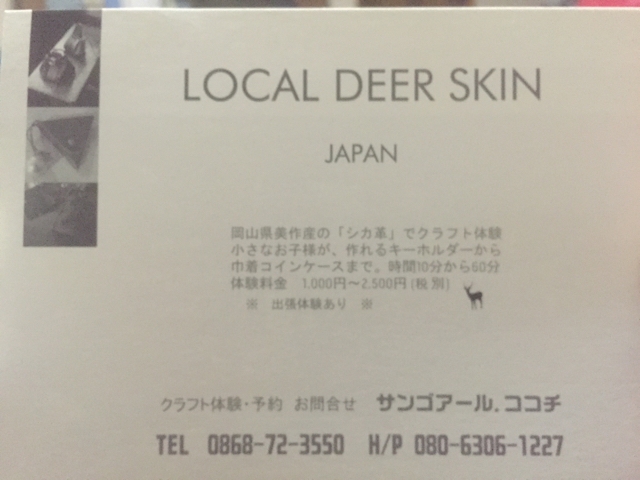 LOCAL DEER SKIN
JAPAN
岡山県美作産の「シカ革」でクラフト体験
小さなお子様が、作れるキーホルダーから
巾着コインケースまで。時間10分から60分
体験料金　1.000円〜2.500円(税別)
※　出張体験あり　※
クラフト体験・予約　お問合せ　サンゴアール.ココチ
TEL　0868-72-3550　H/P 080-6306-1227